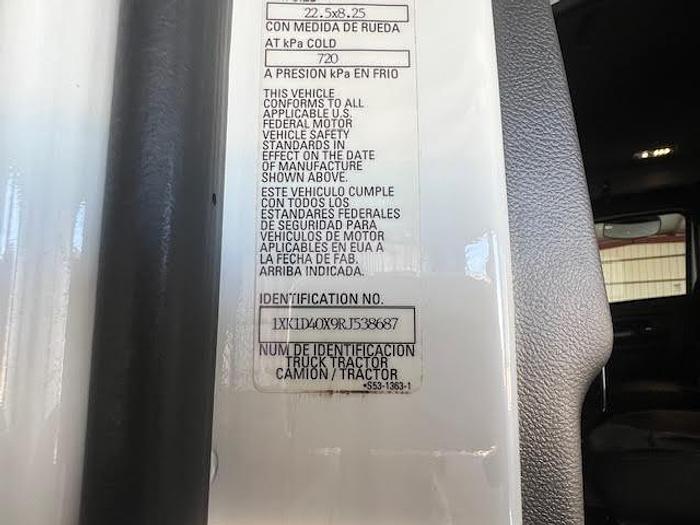 22.5x8.25
CON MEDIDA DE RUEDA
AT kPa COLD
720
A PRESION kPa EN FRIO
THIS VEHICLE
CONFORMS TO ALL
APPLICABLE U.S.
FEDERAL MOTOR
VEHICLE SAFETY
STANDARDS IN
EFFECT ON THE DATE
OF MANUFACTURE
SHOWN ABOVE.
ESTE VEHICULO CUMPLE
CON TODOS LOS
ESTANDARES FEDERALES
DE SEGURIDAD PARA
VEHICULOS DE MOTOR
APLICABLES EN EUA A
LA FECHA DE FAB.
ARRIBA INDICADA.
IDENTIFICATION NO.
1XK1D40X9RJ538687
NUM DE IDENTIFICACION
TRUCK TRACTOR
CAMION / TRACTOR
*S53-1363-1